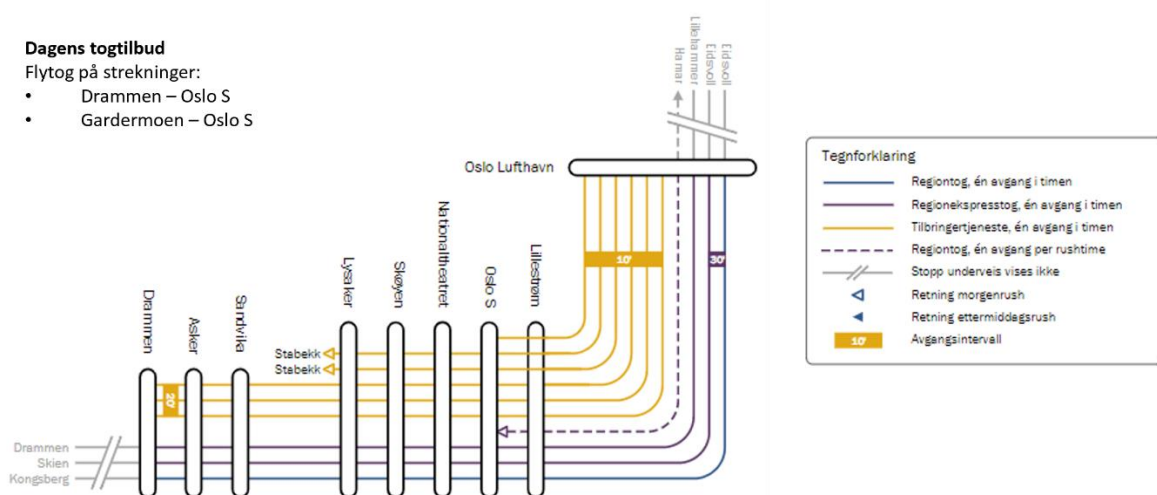 Dagens togtilbud
Flytog på strekninger:
• Drammen – Oslo S
• Gardermoen – Oslo S
Hamar
Lillehammer
Eidsvoll
Eidsvoll
Oslo Lufthavn
10'
30'
Tegnforklaring
Regiontog, én avgang i timen
Regionekspresstog, én avgang i timen
Tilbringertjeneste, én avgang i timen
Regiontog, én avgang per rushtime
Stopp underveis vises ikke
Retning morgenrush
Retning ettermiddagsrush
10' Avgangsintervall
Drammen
Asker
Sandvika
Lysaker
Skøyen
Nationaltheatret
Oslo S
Lillestrøm
Stabekk
Stabekk
20'
Drammen
Skien
Kongsberg